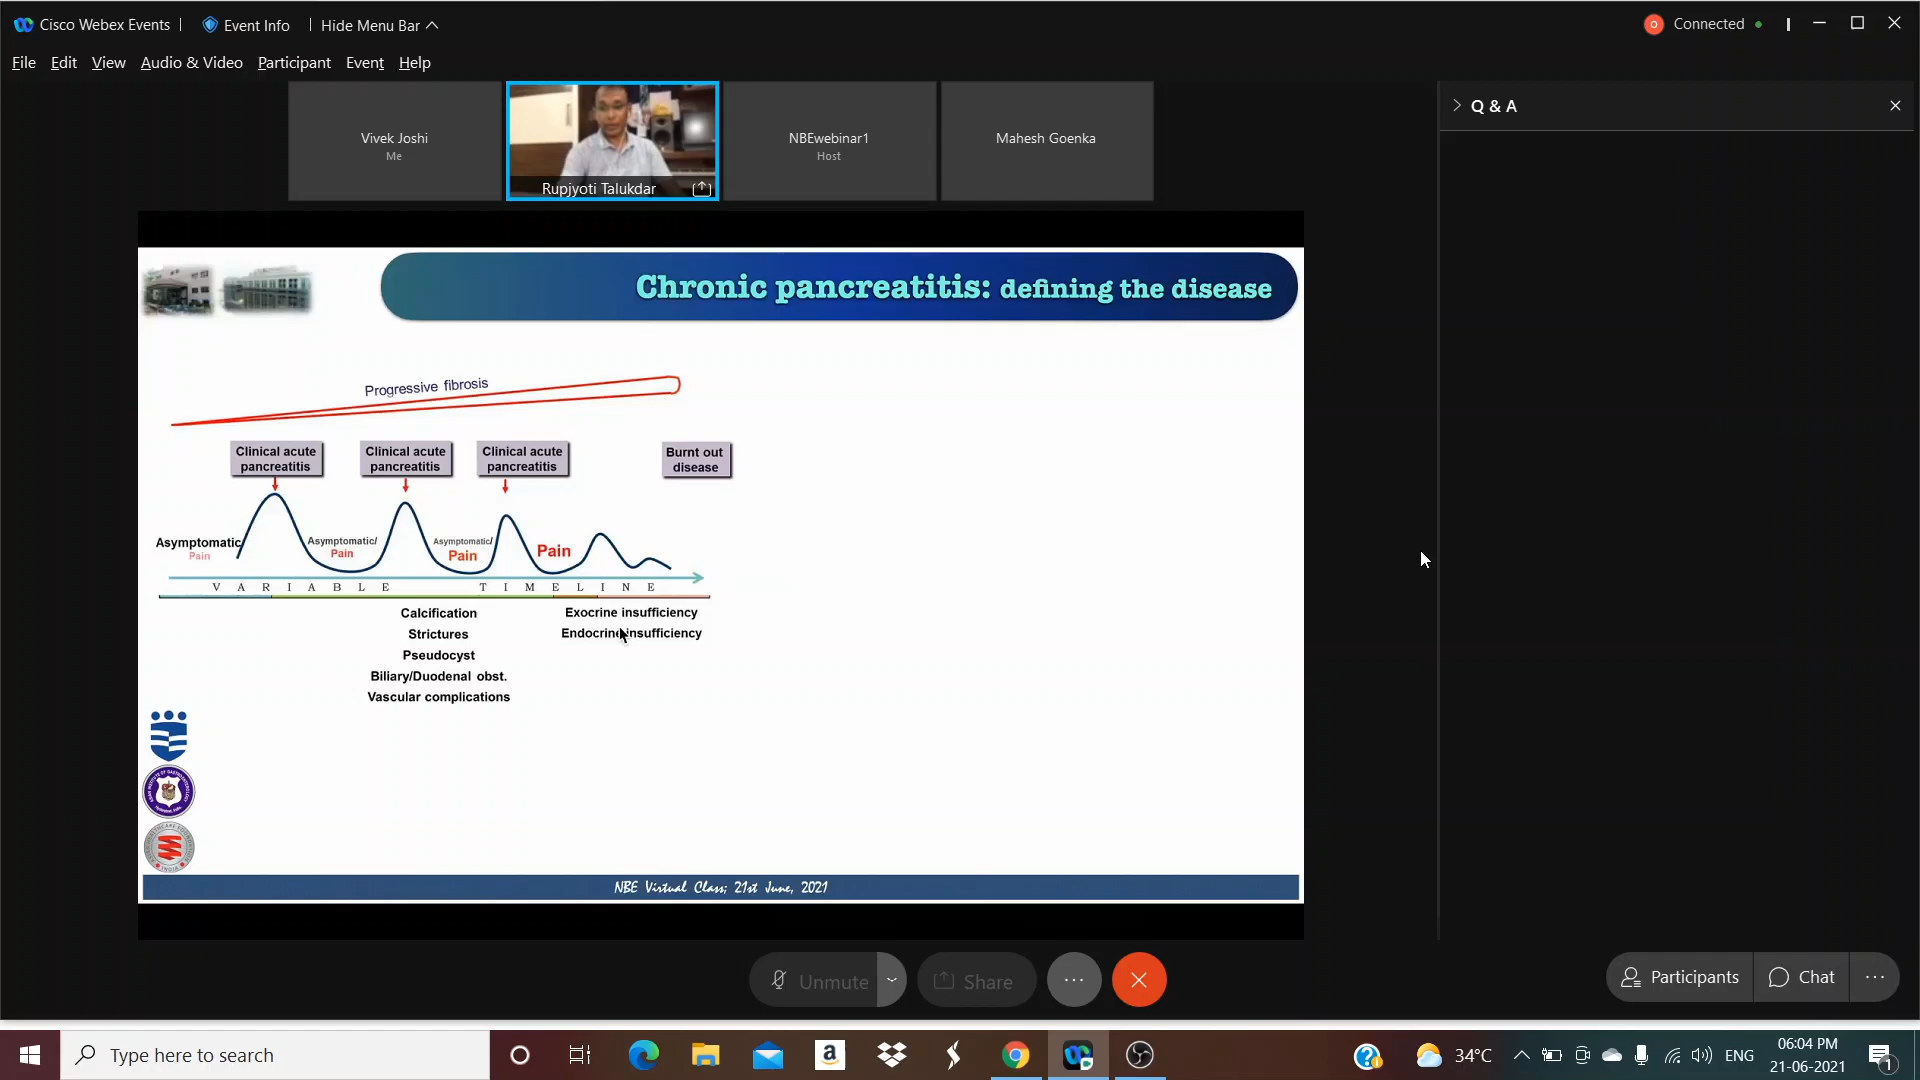 Cisco Webex Events
Event Info
Hide Menu Bar
Connected
File Edit View Audio & Video Participant Event Help
Vivek Joshi
Me
Rupjyoti Talukdar
NBEwebinar1
Host
Mahesh Goenka
Q & A
Chronic pancreatitis: defining the disease
Progressive fibrosis
Clinical acute
pancreatitis
Clinical acute
pancreatitis
Clinical acute
pancreatitis
Burnt out
disease
Asymptomatic
Pain
Asymptomatic/
Pain
Asymptomatic/
Pain
Pain
VARIABLE TIMELINE
Calcification
Strictures
Pseudocyst
Biliary/Duodenal obst.
Vascular complications
Exocrine insufficiency
Endocrine insufficiency
NBE Virtual Class; 21st June, 2021
Unmute
Share
Participants
Chat
Type here to search
34°C
ENG
06:04 PM
21-06-2021
1